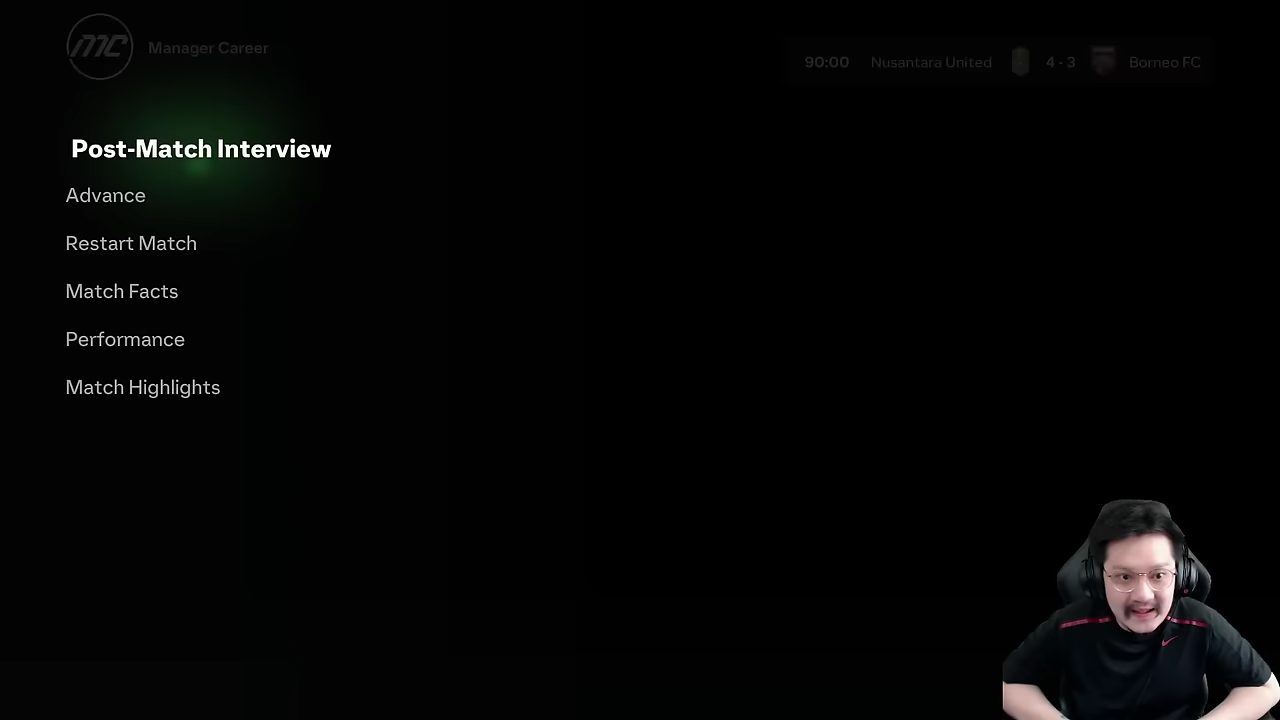 MC Manager Career
90:00 Nusantara United 4 - 3 Borneo FC
Post-Match Interview
Advance
Restart Match
Match Facts
Performance
Match Highlights